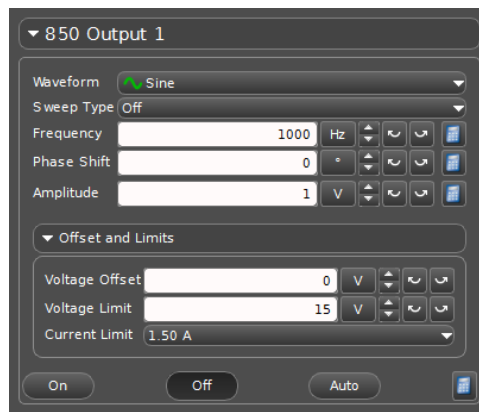 850 Output 1
Waveform Sine
Sweep Type Off
Frequency 1000 Hz
Phase Shift 0 °
Amplitude 1 V
Offset and Limits
Voltage Offset 0 V
Voltage Limit 15 V
Current Limit 1.50 A
On Off Auto